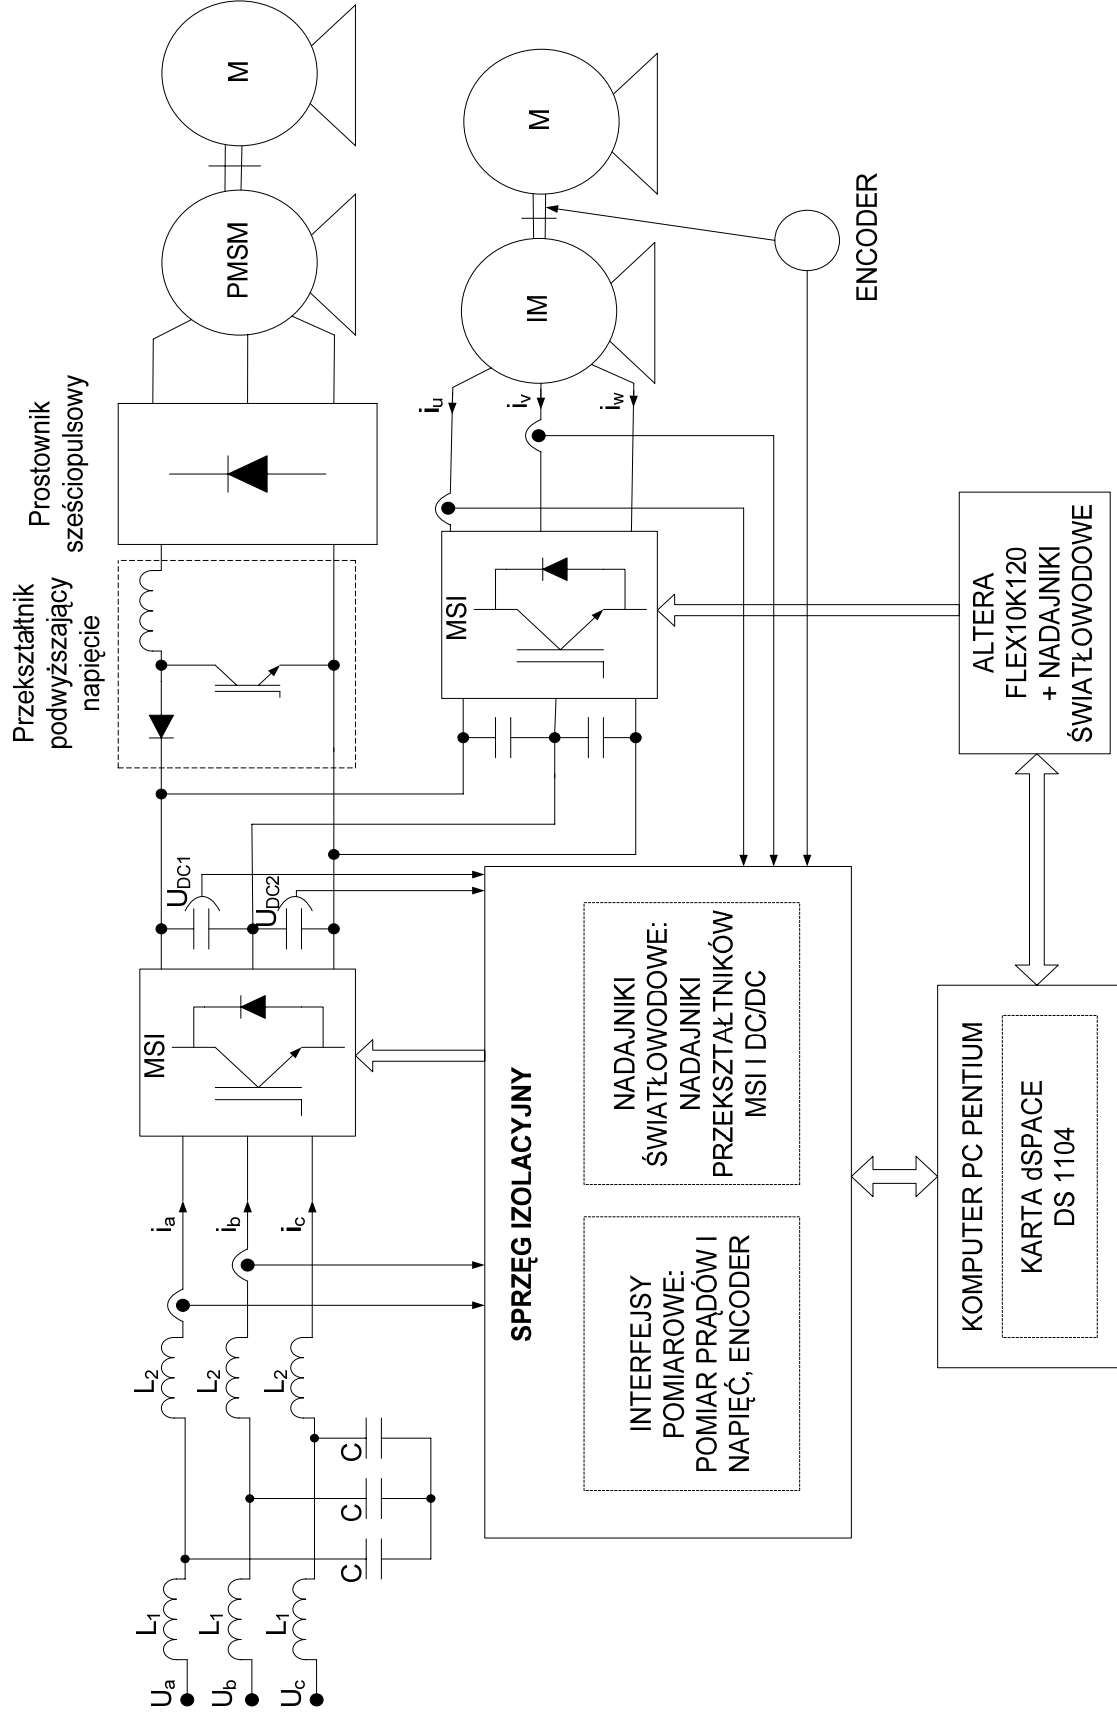 Prostownik
sześciopulsowy
Przekształtnik
podwyższający
napięcie
M
PMSM
M
IM
ENCODER
iu
iv
iw
MSI
UDC1
UDC2
MSI
ia
ib
ic
L2
L2
L2
C
C
C
L1
L1
L1
Ua
Ub
Uc
SPRZĘG IZOLACYJNY
INTERFEJSY
POMIAROWE:
POMIAR PRĄDÓW I
NAPIĘĆ, ENCODER
NADAJNIKI
ŚWIATŁOWODOWE:
NADAJNIKI
PRZEKSZTAŁTNIKÓW
MSI I DC/DC
KOMPUTER PC PENTIUM
KARTA dSPACE
DS 1104
ALTERA
FLEX10K120
+ NADAJNIKI
ŚWIATŁOWODOWE